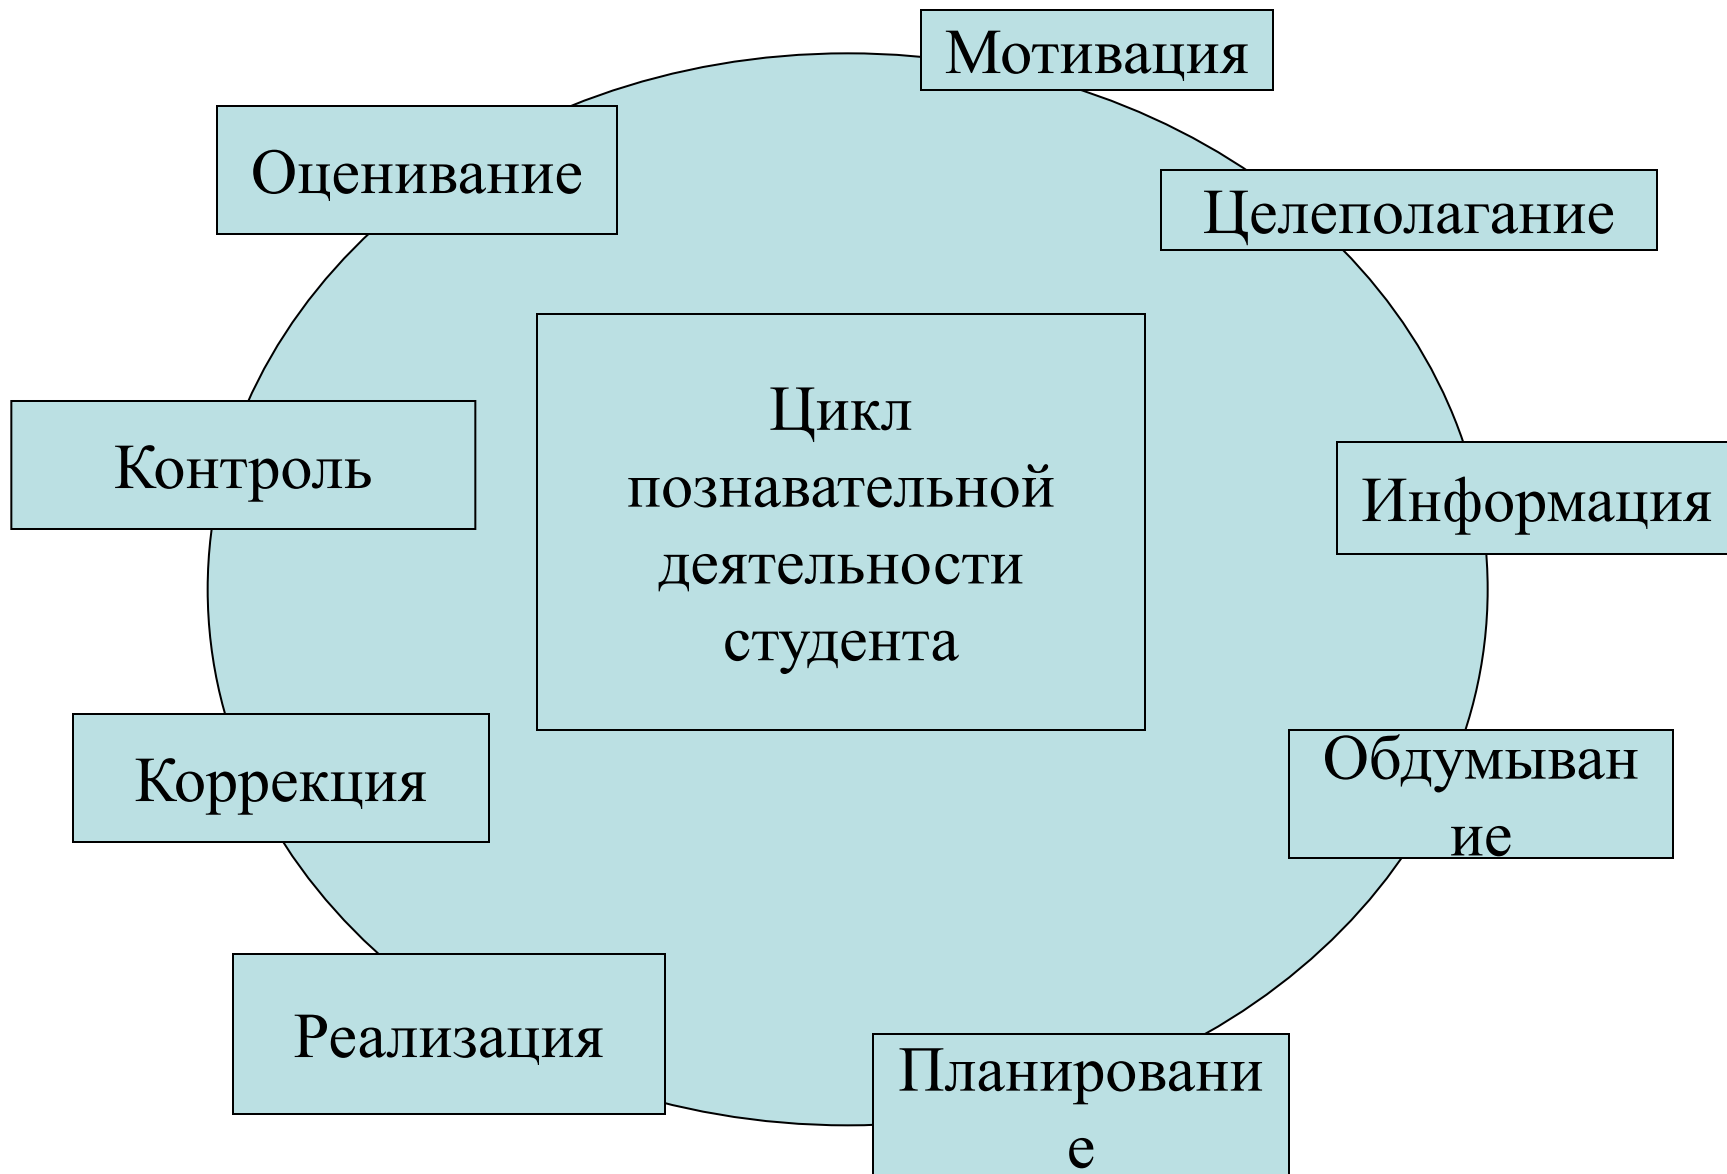 Мотивация
Оценивание
Целеполагание
Цикл
познавательной
деятельности
студента
Контроль
Информация
Обдумыван
ие
Коррекция
Реализация
Планировани
е